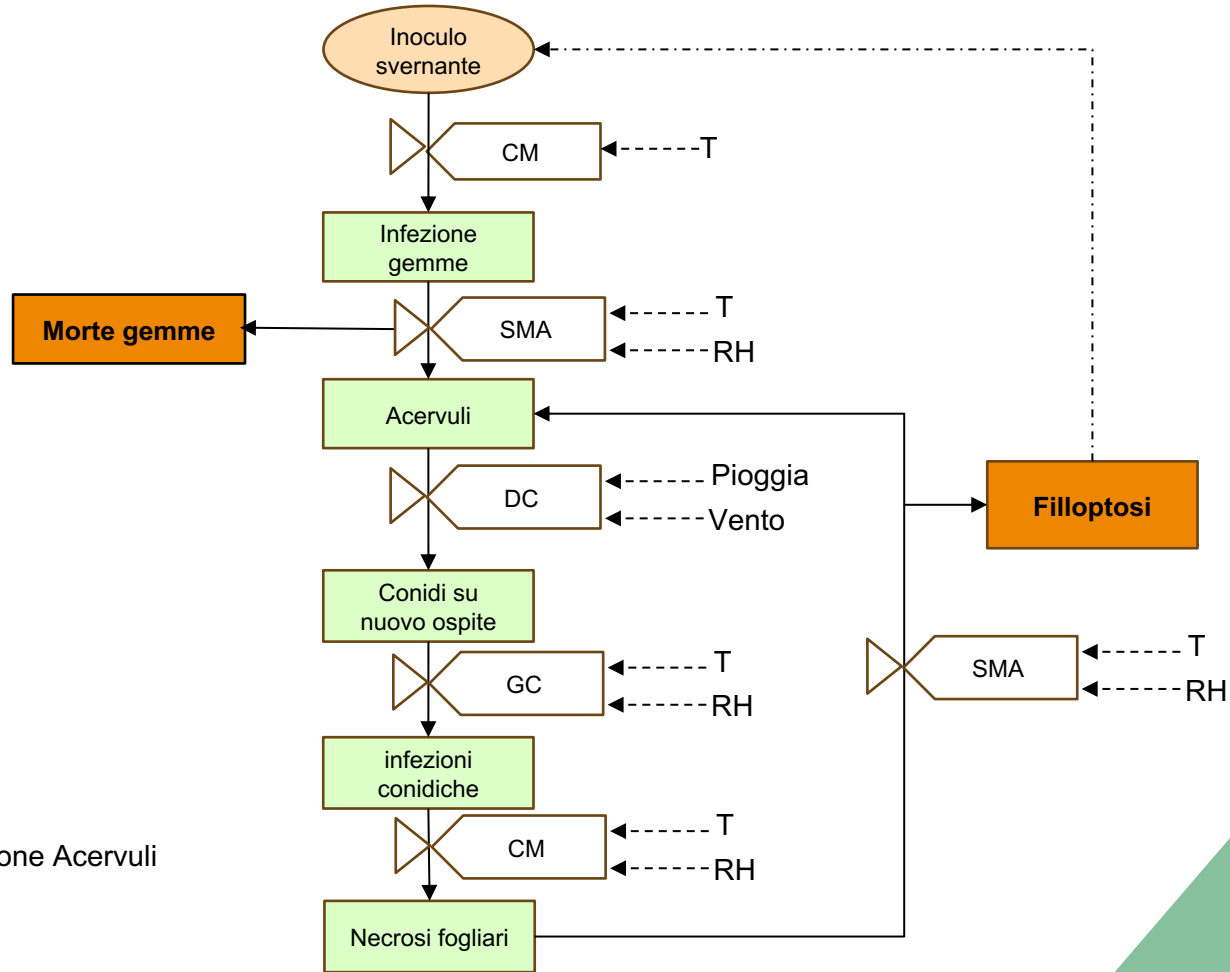 Inoculo
svernante
CM
T
Infezione
gemme
Morte gemme
SMA
T
RH
Acervuli
DC
Pioggia
Vento
Filloptosi
Conidi su
nuovo ospite
GC
T
RH
SMA
T
RH
infezioni
conidiche
CM
T
RH
one Acervuli
Necrosi fogliari